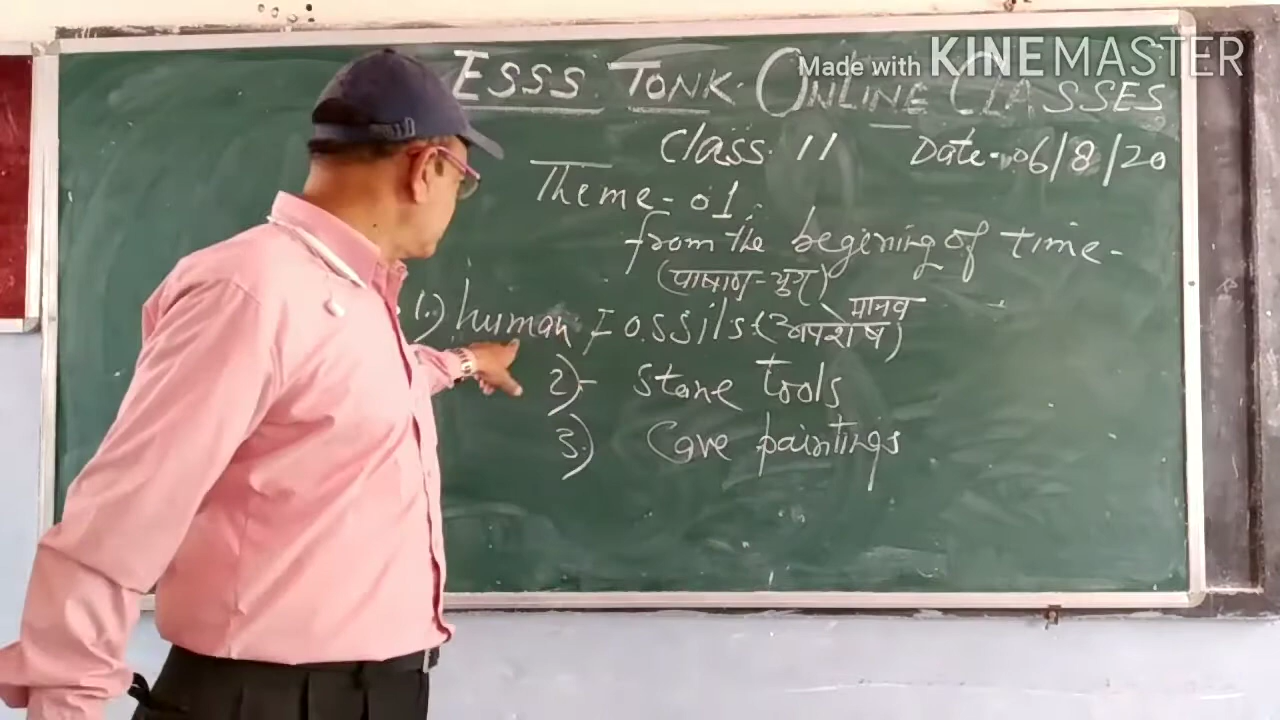 Made with KINEMASTER
ESSS TONK ONLINE CLASSES
Class 11 Date-06/8/20
Theme-01.
from the begening of time-
(पाषाण-युग)
(1.) human Fossils (अवशेष) मानव
2)- Stone tools
3.) Cave paintings